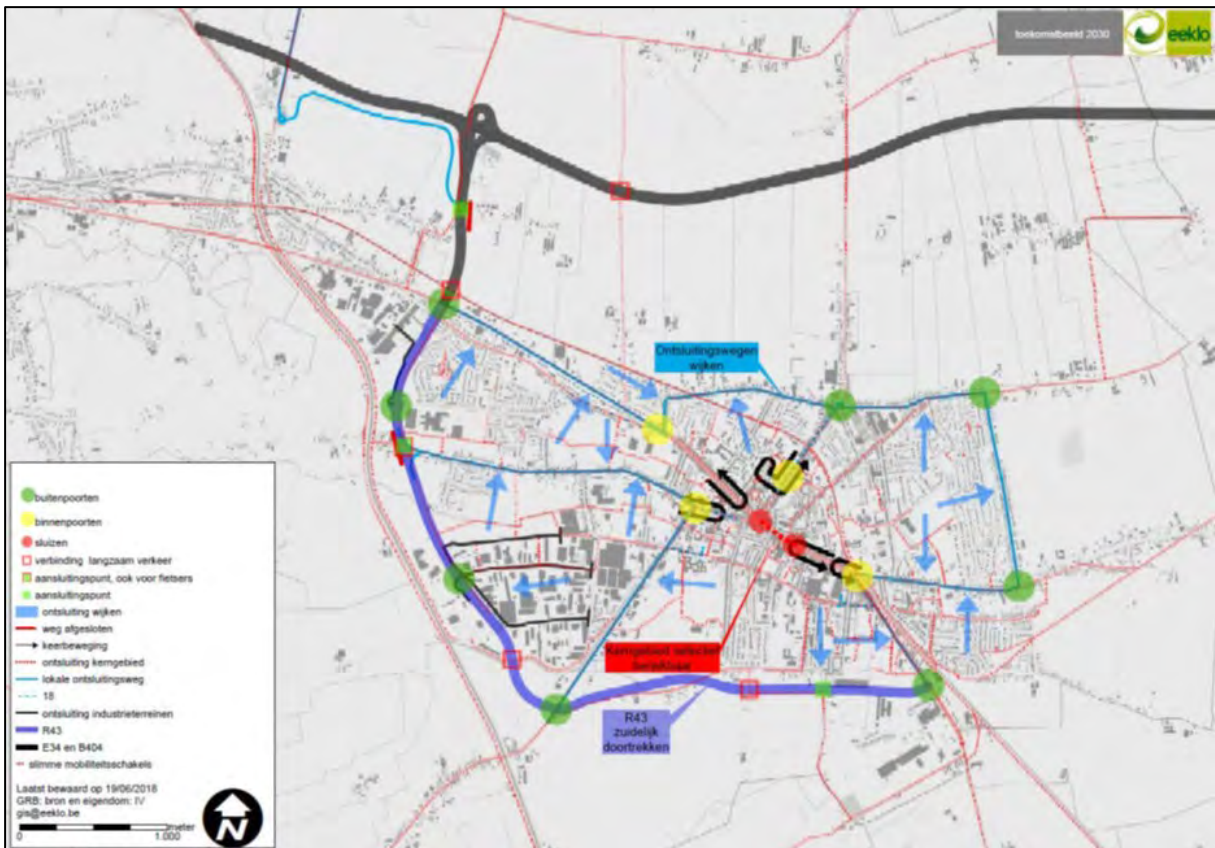 toekomstbeeld 2030
eeklo
Ontsluitingswegen
wijken
Kerngebied selectief
R43
zuidelijk
doortrekken
buitenpoorten
binnenpoorten
sluizen
verbinding langzaam verkeer
aansluitingspunt, ook voor fietsers
aansluitingspunt
ontsluiting wijken
weg afgesloten
keerbeweging
ontsluiting kerngebied
lokale ontsluitingsweg
18
ontsluiting industrieterreinen
R43
E34 en B404
slimme mobiliteitsschakels
Laatst bewaard op 19/06/2018
GRB: bron en eigendom: IV
gis@eeklo.be
meter
0 1.000
N